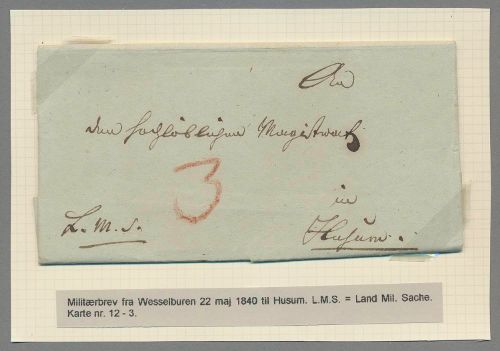 An
den hochlöblichen Magistrat
3
in
L. M. S.
Husum.
Militærbrev fra Wesselburen 22 maj 1840 til Husum. L.M.S. = Land Mil. Sache.
Karte nr. 12 - 3.